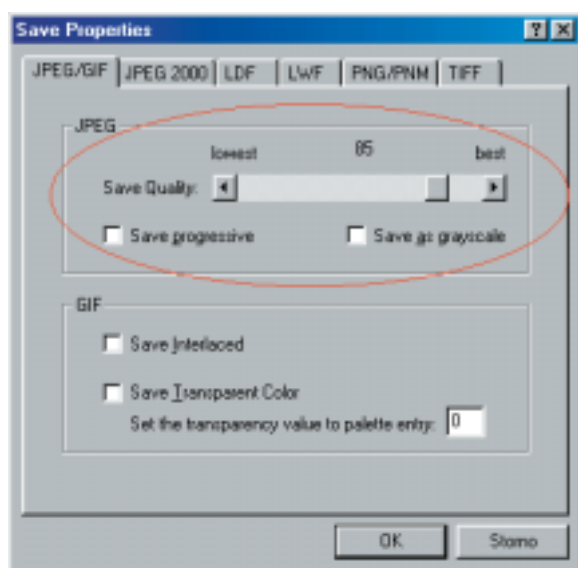 Save Properties
JPEG/GIF JPEG 2000 LDF LWF PNG/PNM TIFF
JPEG
lowest 85 best
Save Quality:
Save progressive Save as grayscale
GIF
Save Interlaced
Save Transparent Color
Set the transparency value to palette entry: 0
OK Storno